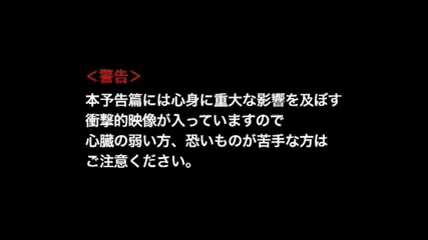 ＜警告＞
本予告篇には心身に重大な影響を及ぼす
衝撃的映像が入っていますので
心臓の弱い方、恐いものが苦手な方は
ご注意ください。